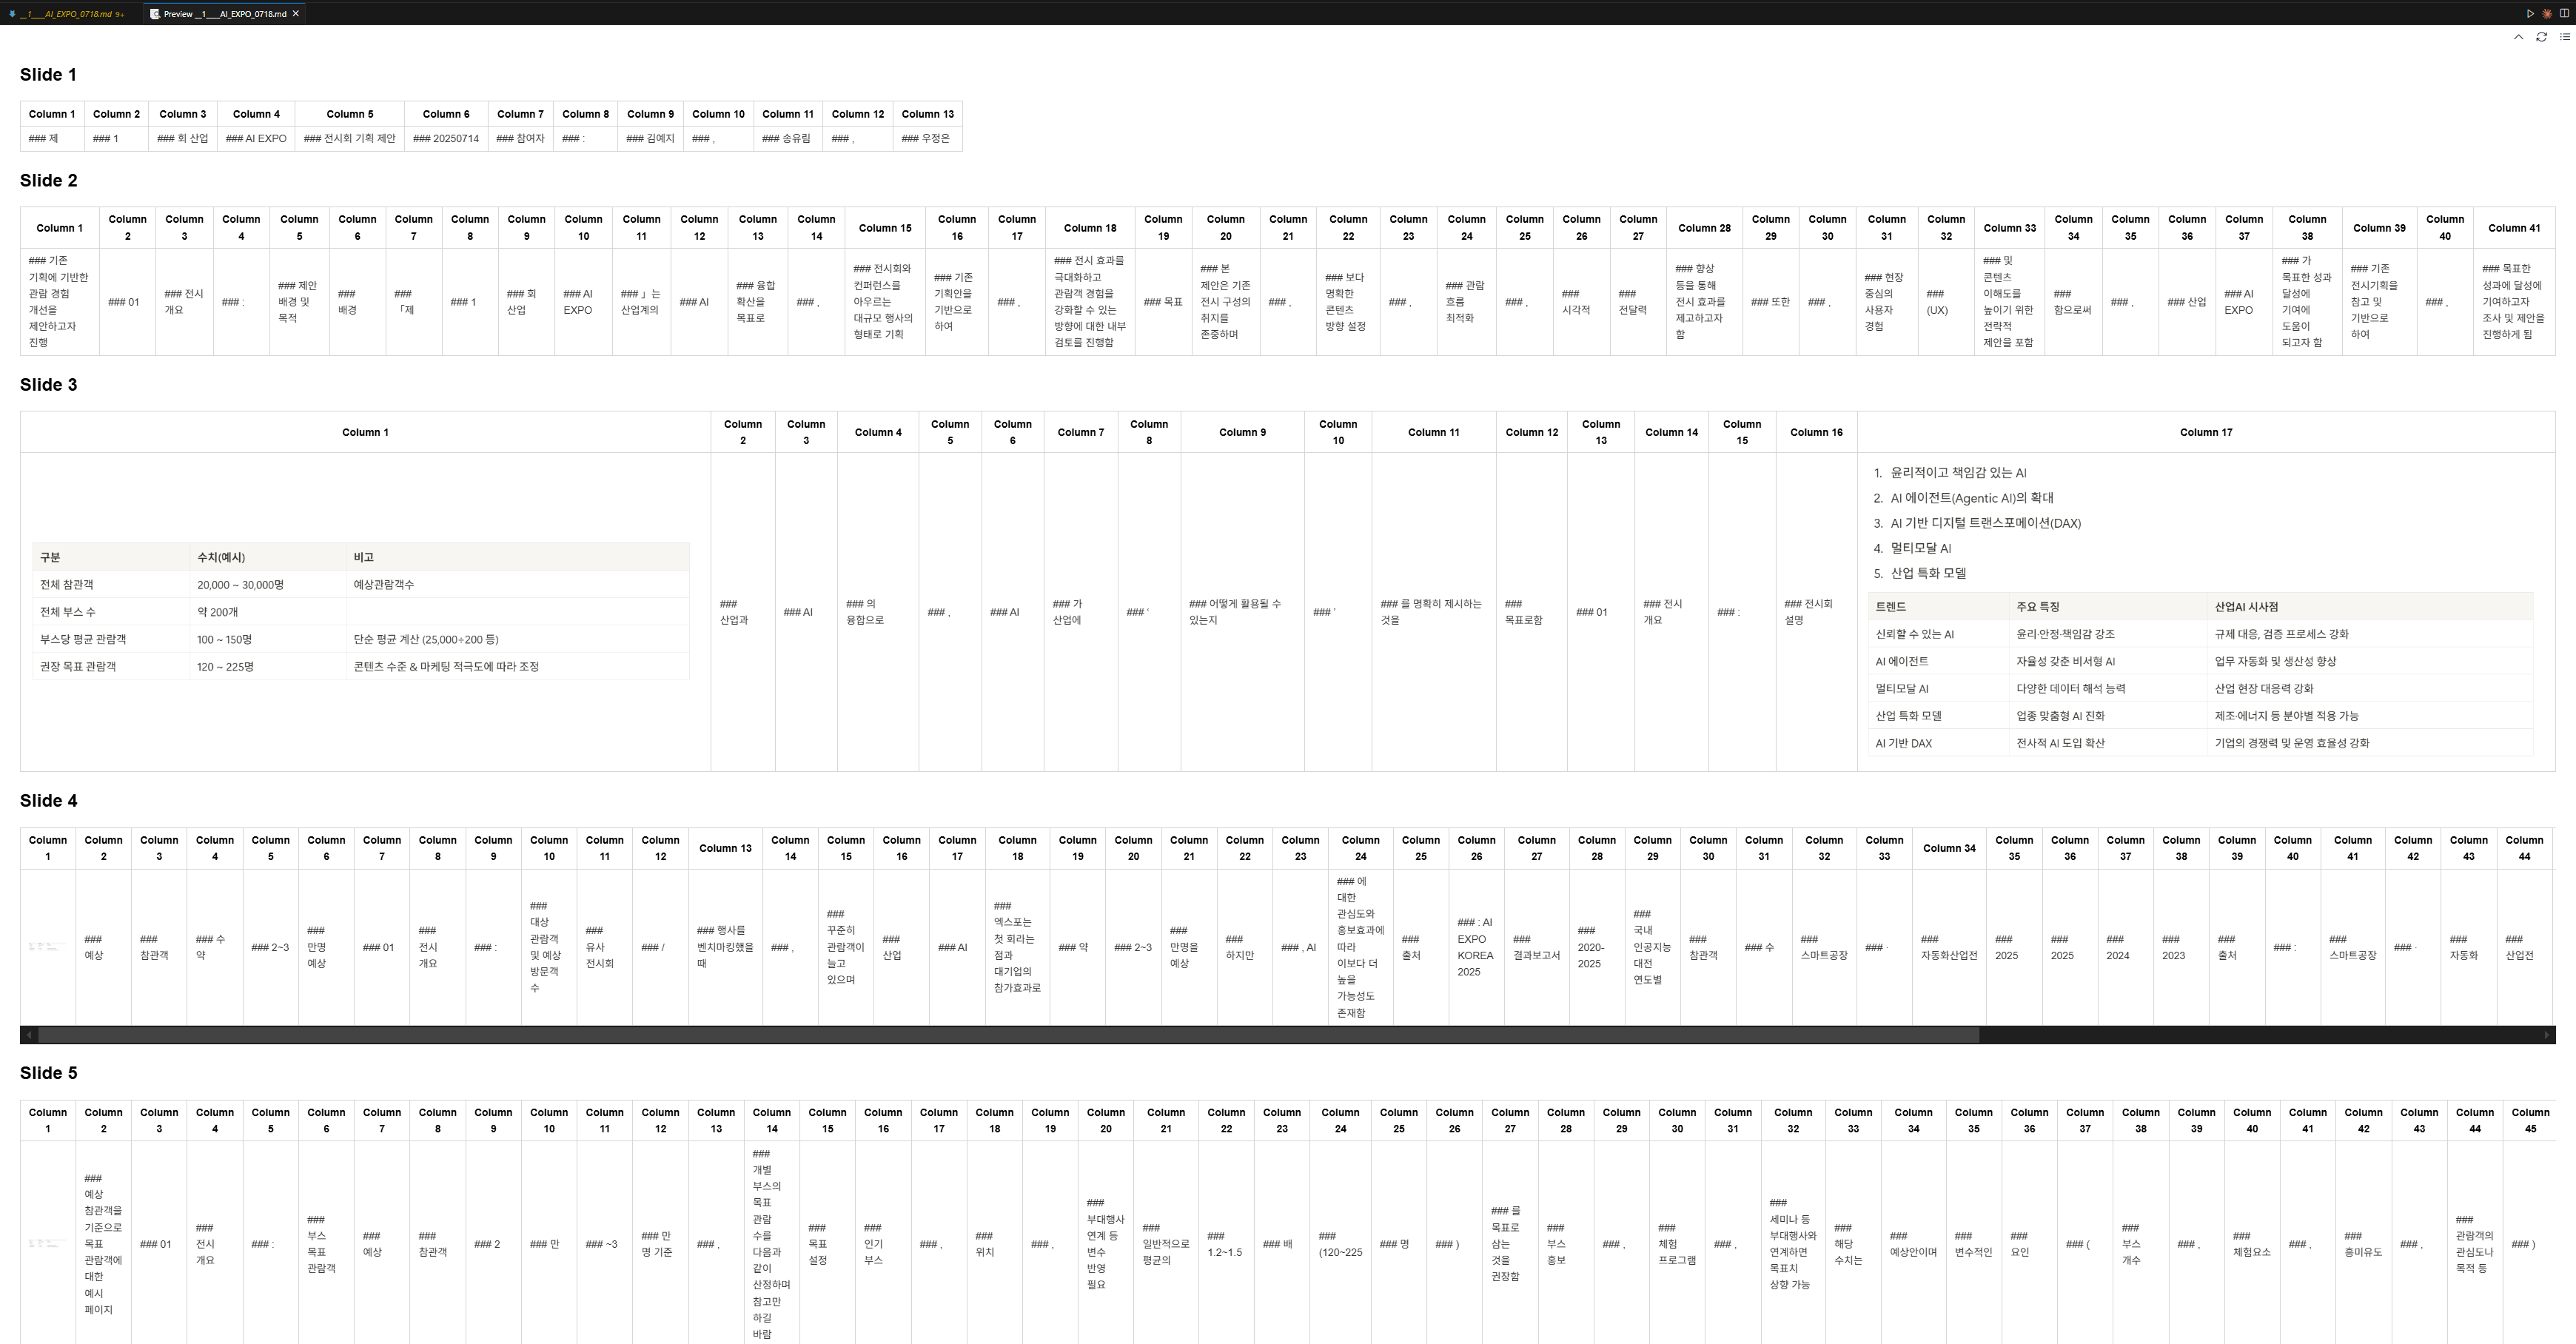 __1____AI_EXPO_0718.md 9+
Preview __1____AI_EXPO_0718.md
Slide 1
Column 1 Column 2 Column 3 Column 4 Column 5 Column 6 Column 7 Column 8 Column 9 Column 10 Column 11 Column 12 Column 13
### 제 ### 1 ### 회 산업 ### AI EXPO ### 전시회 기획 제안 ### 20250714 ### 참여자 ### : ### 김예지 ### , ### 송유림 ### , ### 우정은
Slide 2
Column 1 Column 2 Column 3 Column 4 Column 5 Column 6 Column 7 Column 8 Column 9 Column 10 Column 11 Column 12 Column 13 Column 14 Column 15 Column 16 Column 17 Column 18 Column 19 Column 20 Column 21 Column 22 Column 23 Column 24 Column 25 Column 26 Column 27 Column 28 Column 29 Column 30 Column 31 Column 32 Column 33 Column 34 Column 35 Column 36 Column 37 Column 38 Column 39 Column 40 Column 41
### 기존
기획에 기반한
관람 경험
개선을
제안하고자
진행
### 01
### 전시
개요
### :
### 제안
배경 및
목적
###
배경
###
「제
### 1
### 회
산업
### AI
EXPO
### 」는
산업계의
### AI
### 융합
확산을
목표로
### ,
### 전시회와
컨퍼런스를
아우르는
대규모 행사의
형태로 기획
### 기존
기획안을
기반으로
하여
### ,
### 전시 효과를
극대화하고
관람객 경험을
강화할 수 있는
방향에 대한 내부
검토를 진행함
### 목표
### 본
제안은 기존
전시 구성의
취지를
존중하며
### ,
### 보다
명확한
콘텐츠
방향 설정
### ,
### 관람
흐름
최적화
### ,
###
시각적
###
전달력
### 향상
등을 통해
전시 효과를
제고하고자
함
### 또한
### ,
### 현장
중심의
사용자
경험
###
(UX)
### 및
콘텐츠
이해도를
높이기 위한
전략적
제안을 포함
###
함으로써
### ,
### 산업
### AI
EXPO
### 가
목표한 성과
달성에
기여에
도움이
되고자 함
### 기존
전시기획을
참고 및
기반으로
하여
### ,
### 목표한
성과에 달성에
기여하고자
조사 및 제안을
진행하게 됨
Slide 3
Column 1 Column 2 Column 3 Column 4 Column 5 Column 6 Column 7 Column 8 Column 9 Column 10 Column 11 Column 12 Column 13 Column 14 Column 15 Column 16 Column 17
구분 수치(예시) 비고
전체 참관객 20,000 ~ 30,000명 예상관람객수
전체 부스 수 약 200개
부스당 평균 관람객 100 ~ 150명 단순 평균 계산 (25,000÷200 등)
권장 목표 관람객 120 ~ 225명 콘텐츠 수준 & 마케팅 적극도에 따라 조정
###
산업과
### AI
### 의
융합으로
### ,
### AI
### 가
산업에
### ‘
### 어떻게 활용될 수
있는지
### ’
### 를 명확히 제시하는
것을
###
목표로함
### 01
### 전시
개요
### :
### 전시회
설명
1. 윤리적이고 책임감 있는 AI
2. AI 에이전트(Agentic AI)의 확대
3. AI 기반 디지털 트랜스포메이션(DAX)
4. 멀티모달 AI
5. 산업 특화 모델
트렌드 주요 특징 산업AI 시사점
신뢰할 수 있는 AI 윤리·안정·책임감 강조 규제 대응, 검증 프로세스 강화
AI 에이전트 자율성 갖춘 비서형 AI 업무 자동화 및 생산성 향상
멀티모달 AI 다양한 데이터 해석 능력 산업 현장 대응력 강화
산업 특화 모델 업종 맞춤형 AI 진화 제조·에너지 등 분야별 적용 가능
AI 기반 DAX 전사적 AI 도입 확산 기업의 경쟁력 및 운영 효율성 강화
Slide 4
Column 1 Column 2 Column 3 Column 4 Column 5 Column 6 Column 7 Column 8 Column 9 Column 10 Column 11 Column 12 Column 13 Column 14 Column 15 Column 16 Column 17 Column 18 Column 19 Column 20 Column 21 Column 22 Column 23 Column 24 Column 25 Column 26 Column 27 Column 28 Column 29 Column 30 Column 31 Column 32 Column 33 Column 34 Column 35 Column 36 Column 37 Column 38 Column 39 Column 40 Column 41 Column 42 Column 43 Column 44
###
예상
###
참관객
### 수
약
### 2~3
###
만명
예상
### 01
###
전시
개요
### :
###
대상
관람객
및 예상
방문객
수
###
유사
전시회
### /
### 행사를
벤치마킹했을
때
### ,
###
꾸준히
관람객이
늘고
있으며
###
산업
### AI
###
엑스포는
첫 회라는
점과
대기업의
참가효과로
### 약
### 2~3
###
만명을
예상
###
하지만
### , AI
### 에
대한
관심도와
홍보효과에
따라
이보다 더
높을
가능성도
존재함
###
출처
### : AI
EXPO
KOREA
2025
###
결과보고서
###
2020-
2025
###
국내
인공지능
대전
연도별
###
참관객
### 수
###
스마트공장
### ·
###
자동화산업전
###
2025
###
2025
###
2024
###
2023
###
출처
### :
###
스마트공장
### ·
###
자동화
###
산업전
Slide 5
Column 1 Column 2 Column 3 Column 4 Column 5 Column 6 Column 7 Column 8 Column 9 Column 10 Column 11 Column 12 Column 13 Column 14 Column 15 Column 16 Column 17 Column 18 Column 19 Column 20 Column 21 Column 22 Column 23 Column 24 Column 25 Column 26 Column 27 Column 28 Column 29 Column 30 Column 31 Column 32 Column 33 Column 34 Column 35 Column 36 Column 37 Column 38 Column 39 Column 40 Column 41 Column 42 Column 43 Column 44 Column 45
###
예상
참관객을
기준으로
목표
관람객에
대한
예시
페이지
### 01
###
전시
개요
### :
###
부스
목표
관람객
###
예상
###
참관객
### 2
### 만
### ~3
### 만
명 기준
### ,
###
개별
부스의
목표
관람
수를
다음과
같이
산정하며
참고만
하길
바람
###
목표
설정
###
인기
부스
### ,
###
위치
### ,
###
부대행사
연계 등
변수
반영
필요
###
일반적으로
평균의
###
1.2~1.5
### 배
###
(120~225
### 명
### )
### 를
목표로
삼는
것을
권장함
###
부스
홍보
### ,
###
체험
프로그램
### ,
###
세미나 등
부대행사와
연계하면
목표치
상향 가능
###
해당
수치는
###
예상안이며
###
변수적인
###
요인
### (
###
부스
개수
### ,
###
체험요소
### ,
###
흥미유도
### ,
###
관람객의
관심도나
목적 등
### )